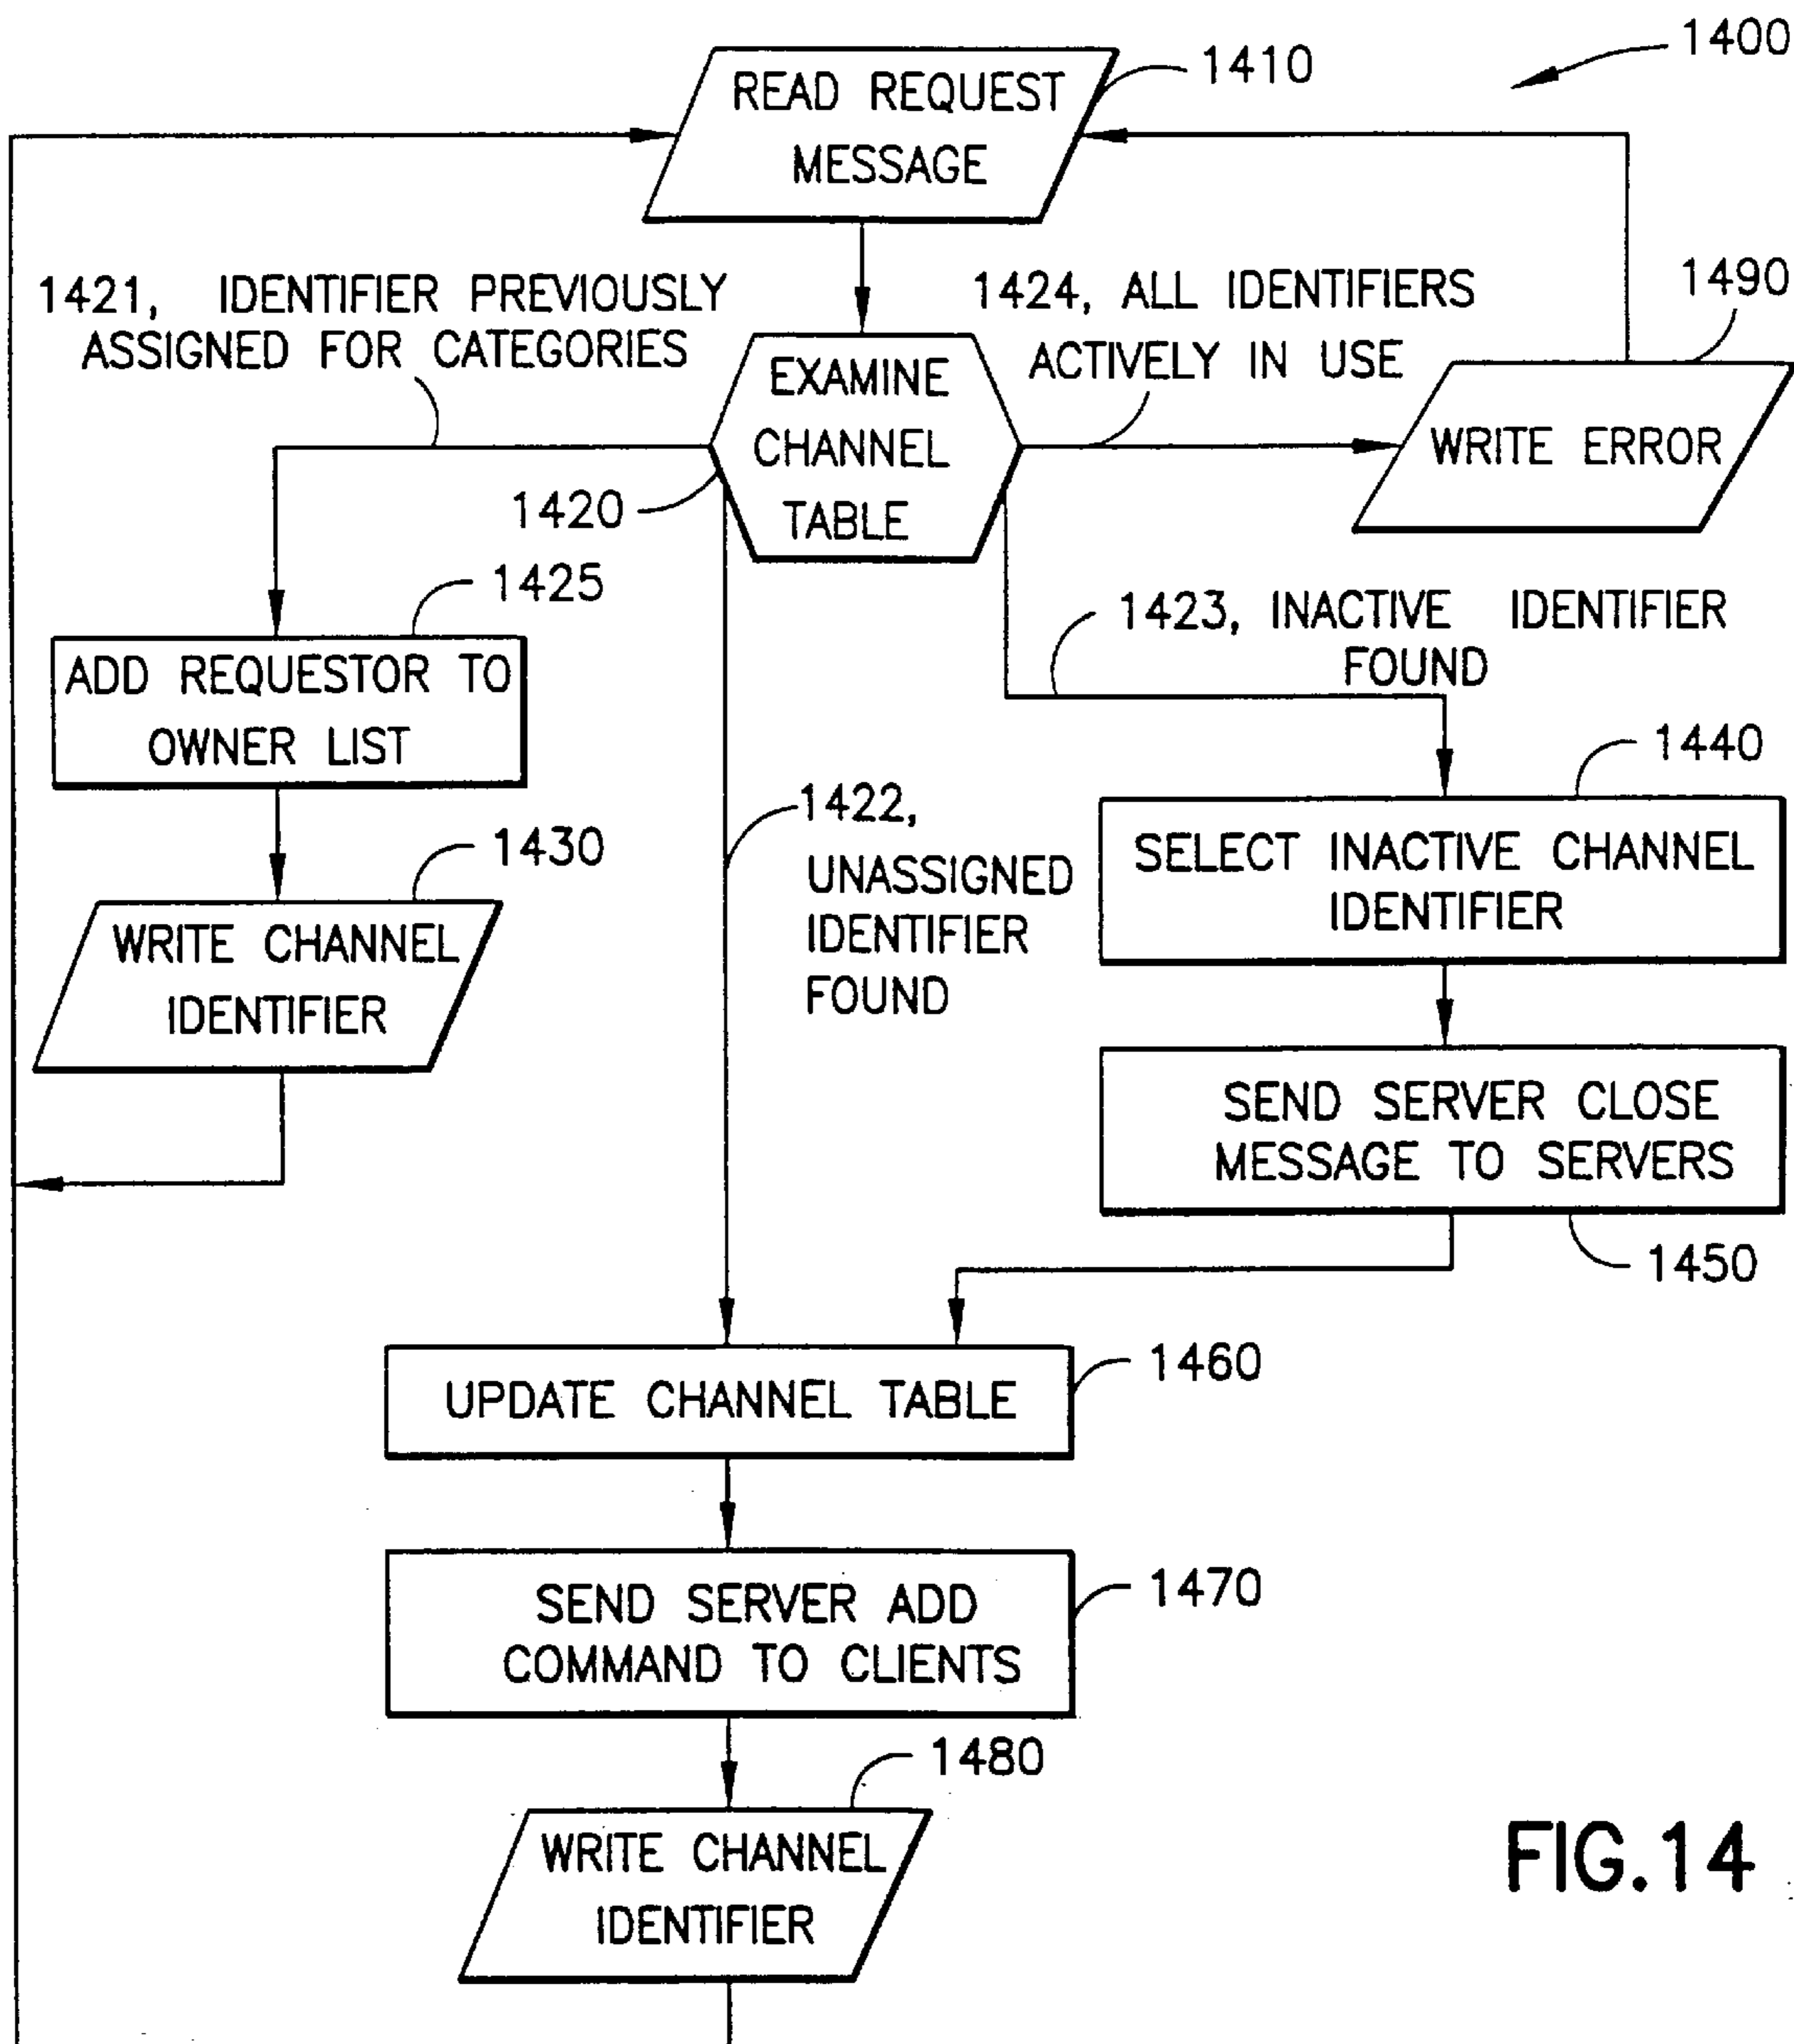 1400
READ REQUEST
MESSAGE
1410
1421, IDENTIFIER PREVIOUSLY
ASSIGNED FOR CATEGORIES
1424, ALL IDENTIFIERS
ACTIVELY IN USE
1490
EXAMINE
CHANNEL
TABLE
1420
WRITE ERROR
1425
ADD REQUESTOR TO
OWNER LIST
1423, INACTIVE IDENTIFIER
FOUND
1430
WRITE CHANNEL
IDENTIFIER
1422,
UNASSIGNED
IDENTIFIER
FOUND
1440
SELECT INACTIVE CHANNEL
IDENTIFIER
SEND SERVER CLOSE
MESSAGE TO SERVERS
1450
UPDATE CHANNEL TABLE
1460
SEND SERVER ADD
COMMAND TO CLIENTS
1470
1480
WRITE CHANNEL
IDENTIFIER
FIG.14